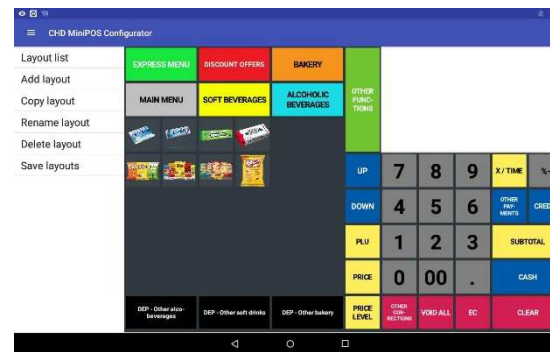 CHD MiniPOS Configurator
Layout list
Add layout
Copy layout
Rename layout
Delete layout
Save layouts
EXPRESS MENU
DISCOUNT OFFERS
BAKERY
OTHER
FUNC-
TIONS
MAIN MENU
SOFT BEVERAGES
ALCOHOLIC
BEVERAGES
UP
7
8
9
X / TIME
%-
DOWN
4
5
6
OTHER
PAY-
MENTS
CRED
PLU
1
2
3
SUBTOTAL
PRICE
0
00
.
CASH
DEP - Other alco-
beverages
DEP - Other soft drinks
DEP - Other bakery
PRICE
LEVEL
OTHER
COR-
RECTIONS
VOID ALL
EC
CLEAR